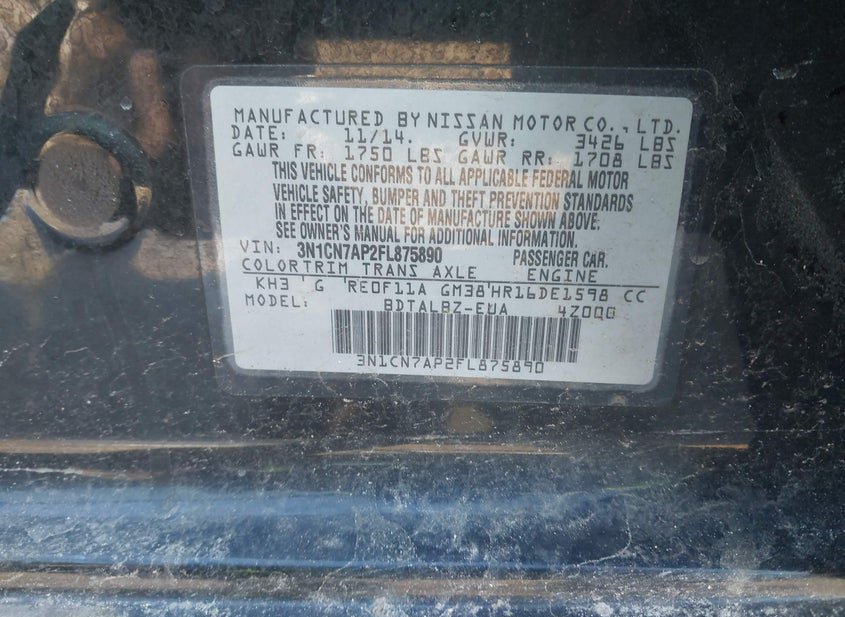 MANUFACTURED BY NISSAN MOTOR CO., LTD.
DATE: 11/14. GVWR: 3426 LBS
GAWR FR: 1750 LBS GAWR RR: 1708 LBS
THIS VEHICLE CONFORMS TO ALL APPLICABLE FEDERAL MOTOR
VEHICLE SAFETY, BUMPER AND THEFT PREVENTION STANDARDS
IN EFFECT ON THE DATE OF MANUFACTURE SHOWN ABOVE.
SEE OWNER'S MANUAL FOR ADDITIONAL INFORMATION.
VIN: 3N1CN7AP2FL875890 PASSENGER CAR.
COLOR TRIM TRANS AXLE ENGINE
KH3 ' G 'RE0F11A GM38'HR16DE1598 CC
MODEL: BDTALBZ-EUA 4Z000
3N1CN7AP2FL875890